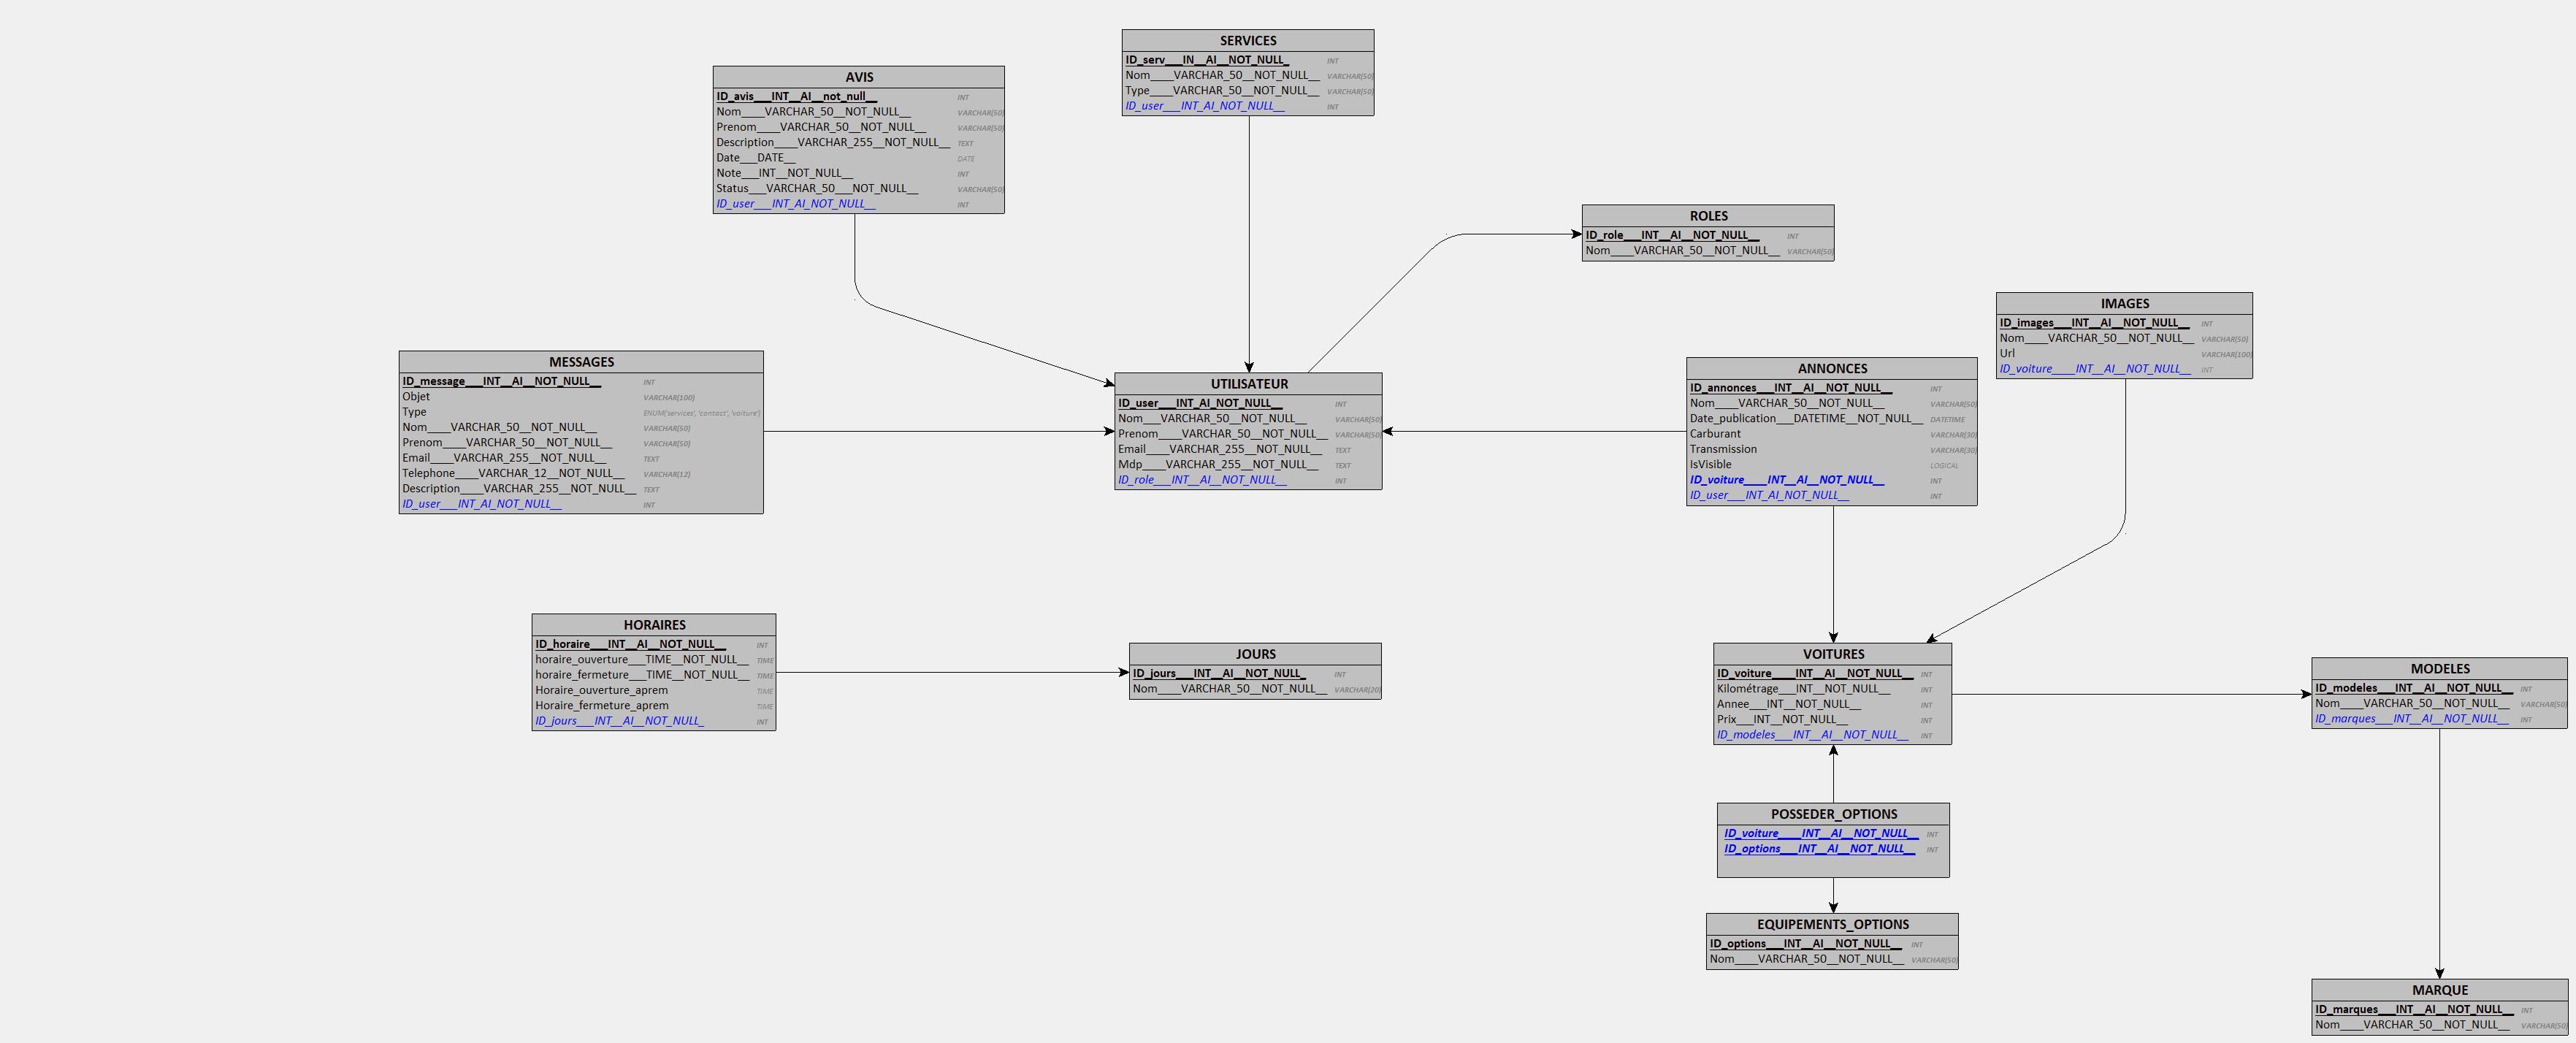 SERVICES
ID_serv___IN__AI__NOT_NULL_ INT
Nom____VARCHAR_50__NOT_NULL__ VARCHAR(50)
Type____VARCHAR_50__NOT_NULL__ VARCHAR(50)
ID_user___INT_AI_NOT_NULL__ INT
AVIS
ID_avis___INT__AI__not_null__ INT
Nom____VARCHAR_50__NOT_NULL__ VARCHAR(50)
Prenom____VARCHAR_50__NOT_NULL__ VARCHAR(50)
Description____VARCHAR_255__NOT_NULL__ TEXT
Date___DATE__ DATE
Note___INT__NOT_NULL__ INT
Status___VARCHAR_50___NOT_NULL__ VARCHAR(50)
ID_user___INT_AI_NOT_NULL__ INT
ROLES
ID_role___INT__AI__NOT_NULL__ INT
Nom____VARCHAR_50__NOT_NULL__ VARCHAR(50)
IMAGES
ID_images___INT__AI__NOT_NULL__ INT
Nom____VARCHAR_50__NOT_NULL__ VARCHAR(50)
Url VARCHAR(100)
ID_voiture____INT__AI__NOT_NULL__ INT
MESSAGES
ID_message___INT__AI__NOT_NULL__ INT
Objet VARCHAR(100)
Type ENUM('services', 'contact', 'voiture')
Nom____VARCHAR_50__NOT_NULL__ VARCHAR(50)
Prenom____VARCHAR_50__NOT_NULL__ VARCHAR(50)
Email____VARCHAR_255__NOT_NULL__ TEXT
Telephone____VARCHAR_12__NOT_NULL__ VARCHAR(12)
Description____VARCHAR_255__NOT_NULL__ TEXT
ID_user___INT_AI_NOT_NULL__ INT
UTILISATEUR
ID_user___INT_AI_NOT_NULL__ INT
Nom____VARCHAR_50__NOT_NULL__ VARCHAR(50)
Prenom____VARCHAR_50__NOT_NULL__ VARCHAR(50)
Email____VARCHAR_255__NOT_NULL__ TEXT
Mdp____VARCHAR_255__NOT_NULL__ TEXT
ID_role___INT__AI__NOT_NULL__ INT
ANNONCES
ID_annonces___INT__AI__NOT_NULL__ INT
Nom____VARCHAR_50__NOT_NULL__ VARCHAR(50)
Date_publication___DATETIME__NOT_NULL__ DATETIME
Carburant VARCHAR(30)
Transmission VARCHAR(30)
IsVisible LOGICAL
ID_voiture____INT__AI__NOT_NULL__ INT
ID_user___INT_AI_NOT_NULL__ INT
HORAIRES
ID_horaire___INT__AI__NOT_NULL__ INT
horaire_ouverture___TIME__NOT_NULL__ TIME
horaire_fermeture___TIME__NOT_NULL__ TIME
Horaire_ouverture_aprem TIME
Horaire_fermeture_aprem TIME
ID_jours___INT__AI__NOT_NULL_ INT
JOURS
ID_jours___INT__AI__NOT_NULL_ INT
Nom____VARCHAR_50__NOT_NULL__ VARCHAR(20)
VOITURES
ID_voiture____INT__AI__NOT_NULL__ INT
Kilométrage___INT__NOT_NULL__ INT
Annee___INT__NOT_NULL__ INT
Prix___INT__NOT_NULL__ INT
ID_modeles___INT__AI__NOT_NULL__ INT
MODELES
ID_modeles___INT__AI__NOT_NULL__ INT
Nom____VARCHAR_50__NOT_NULL__ VARCHAR(50)
ID_marques___INT__AI__NOT_NULL__ INT
POSSEDER_OPTIONS
ID_voiture____INT__AI__NOT_NULL__ INT
ID_options___INT__AI__NOT_NULL__ INT
EQUIPEMENTS_OPTIONS
ID_options___INT__AI__NOT_NULL__ INT
Nom____VARCHAR_50__NOT_NULL__ VARCHAR(50)
MARQUE
ID_marques___INT__AI__NOT_NULL__ INT
Nom____VARCHAR_50__NOT_NULL__ VARCHAR(50)